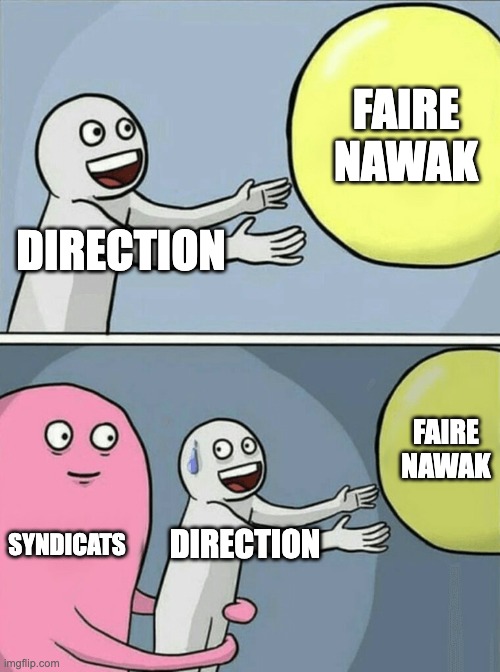 FAIRE
NAWAK
DIRECTION
FAIRE
NAWAK
SYNDICATS
DIRECTION
imgflip.com